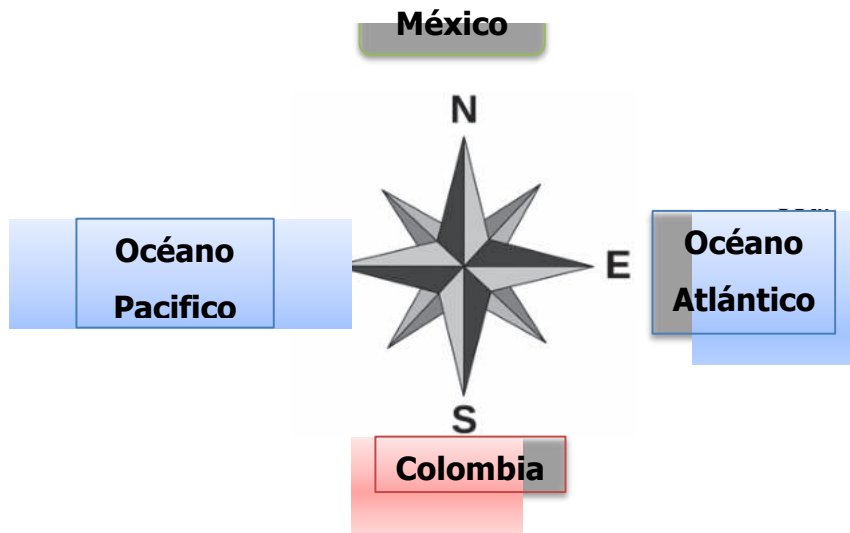 México
N
Océano
Pacifico
E
Océano
Atlántico
S
Colombia